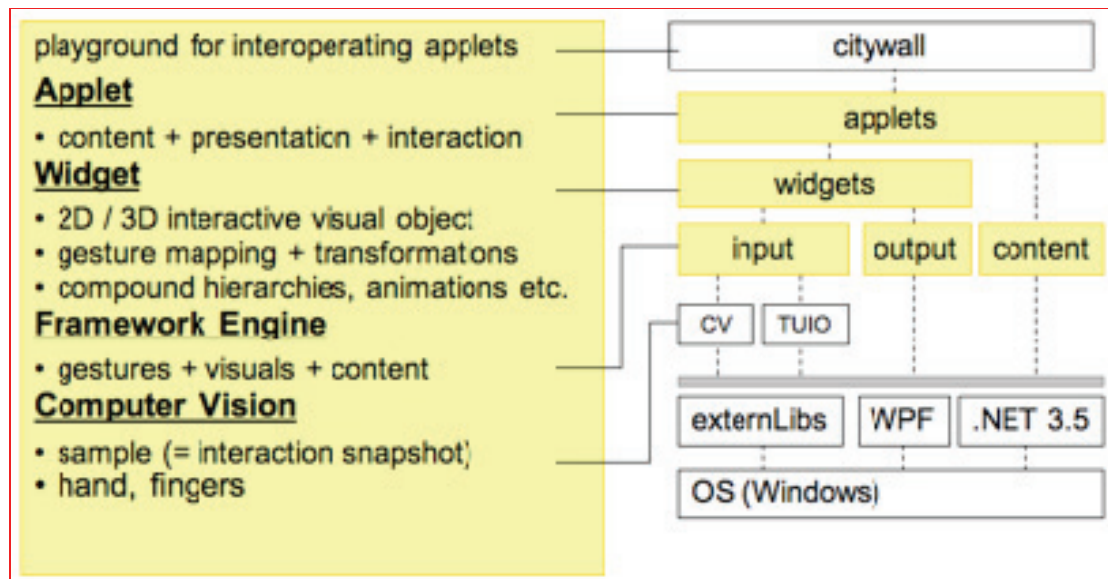 playground for interoperating applets
Applet
• content + presentation + interaction
Widget
• 2D / 3D interactive visual object
• gesture mapping + transformations
• compound hierarchies, animations etc.
Framework Engine
• gestures + visuals + content
Computer Vision
• sample (= interaction snapshot)
• hand, fingers
citywall
applets
widgets
input output content
CV TUIO
externLibs WPF .NET 3.5
OS (Windows)